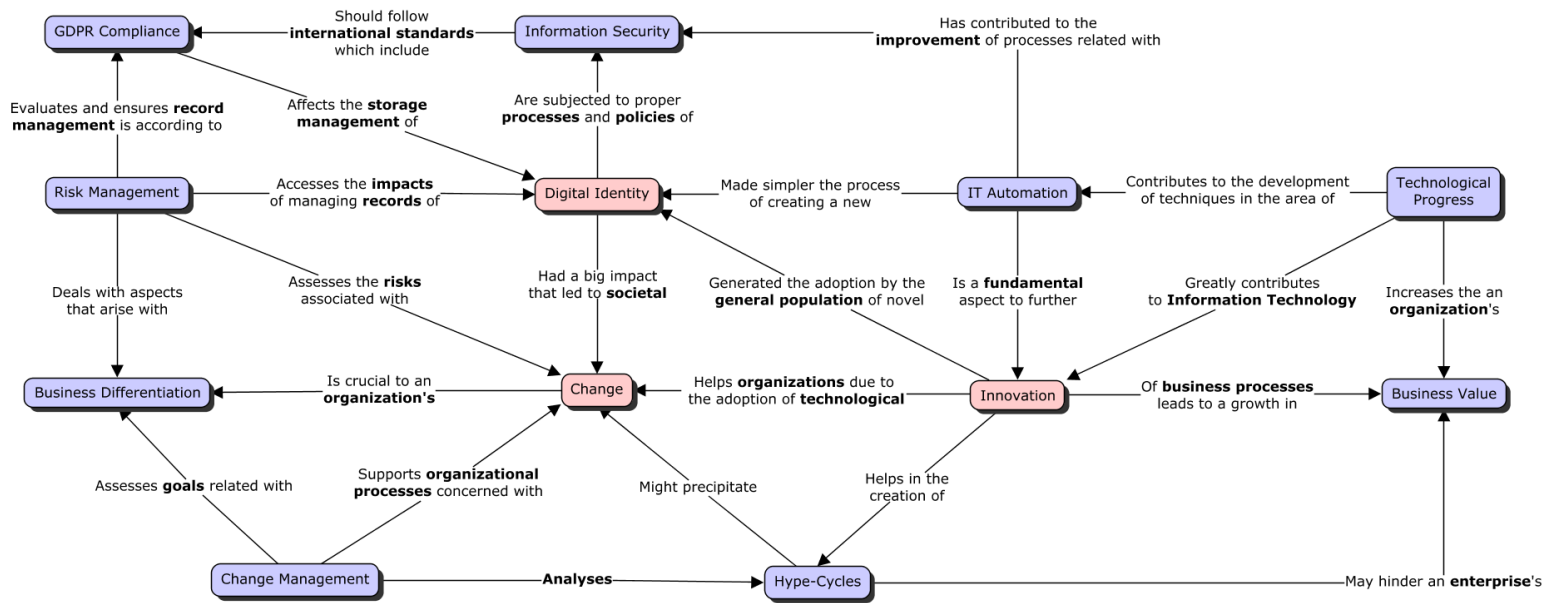 GDPR Compliance
Should follow
international standards
which include
Information Security
Has contributed to the
improvement of processes related with
Evaluates and ensures record
management is according to
Affects the storage
management of
Are subjected to proper
processes and policies of
Risk Management
Accesses the impacts
of managing records of
Digital Identity
Made simpler the process
of creating a new
IT Automation
Contributes to the development
of techniques in the area of
Technological
Progress
Deals with aspects
that arise with
Assesses the risks
associated with
Had a big impact
that led to societal
Generated the adoption by the
general population of novel
Is a fundamental
aspect to further
Greatly contributes
to Information Technology
Increases the an
organization's
Business Differentiation
Is crucial to an
organization's
Change
Helps organizations due to
the adoption of technological
Innovation
Of business processes
leads to a growth in
Business Value
Assesses goals related with
Supports organizational
processes concerned with
Might precipitate
Helps in the
creation of
Change Management
Analyses
Hype-Cycles
May hinder an enterprise's